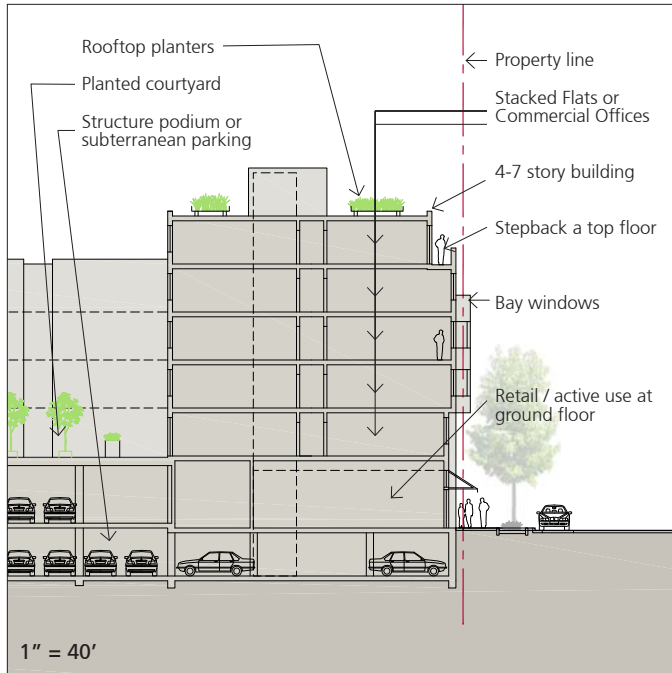 Rooftop planters
Planted courtyard
Structure podium or
subterranean parking
Property line
Stacked Flats or
Commercial Offices
4-7 story building
Stepback a top floor
Bay windows
Retail / active use at
ground floor
1” = 40’